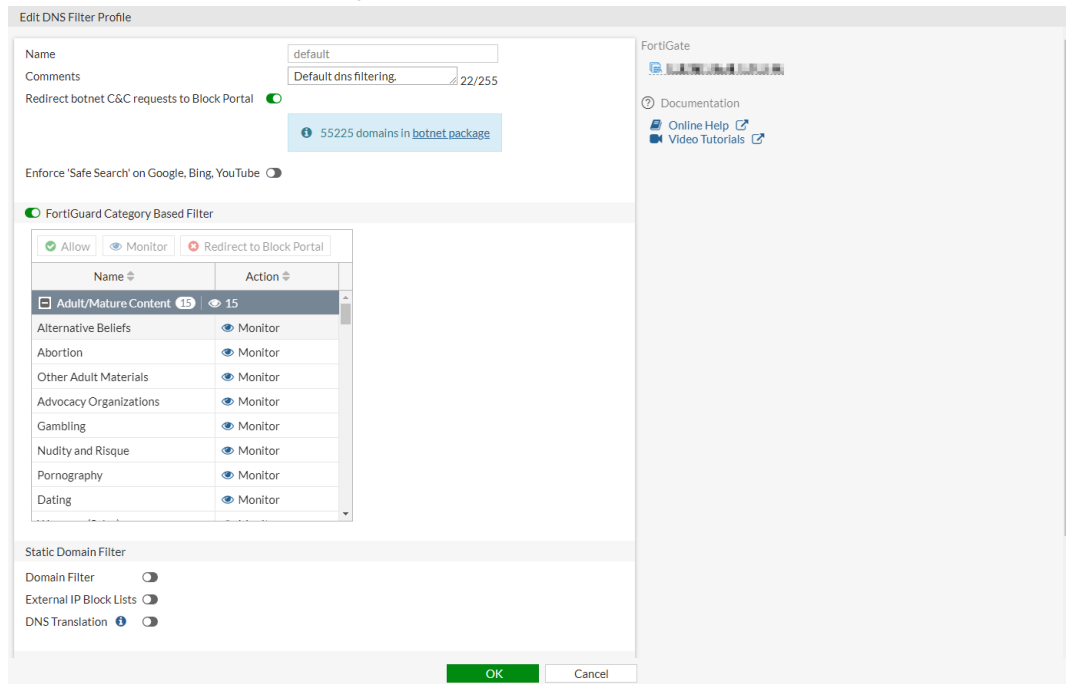 Edit DNS Filter Profile
Name default
Comments Default dns filtering. 22/255
Redirect botnet C&C requests to Block Portal
55225 domains in botnet package
Enforce 'Safe Search' on Google, Bing, YouTube
FortiGuard Category Based Filter
Allow Monitor Redirect to Block Portal
Name Action
Adult/Mature Content 15 15
Alternative Beliefs Monitor
Abortion Monitor
Other Adult Materials Monitor
Advocacy Organizations Monitor
Gambling Monitor
Nudity and Risque Monitor
Pornography Monitor
Dating Monitor
Static Domain Filter
Domain Filter
External IP Block Lists
DNS Translation
OK Cancel
FortiGate
Documentation
Online Help
Video Tutorials